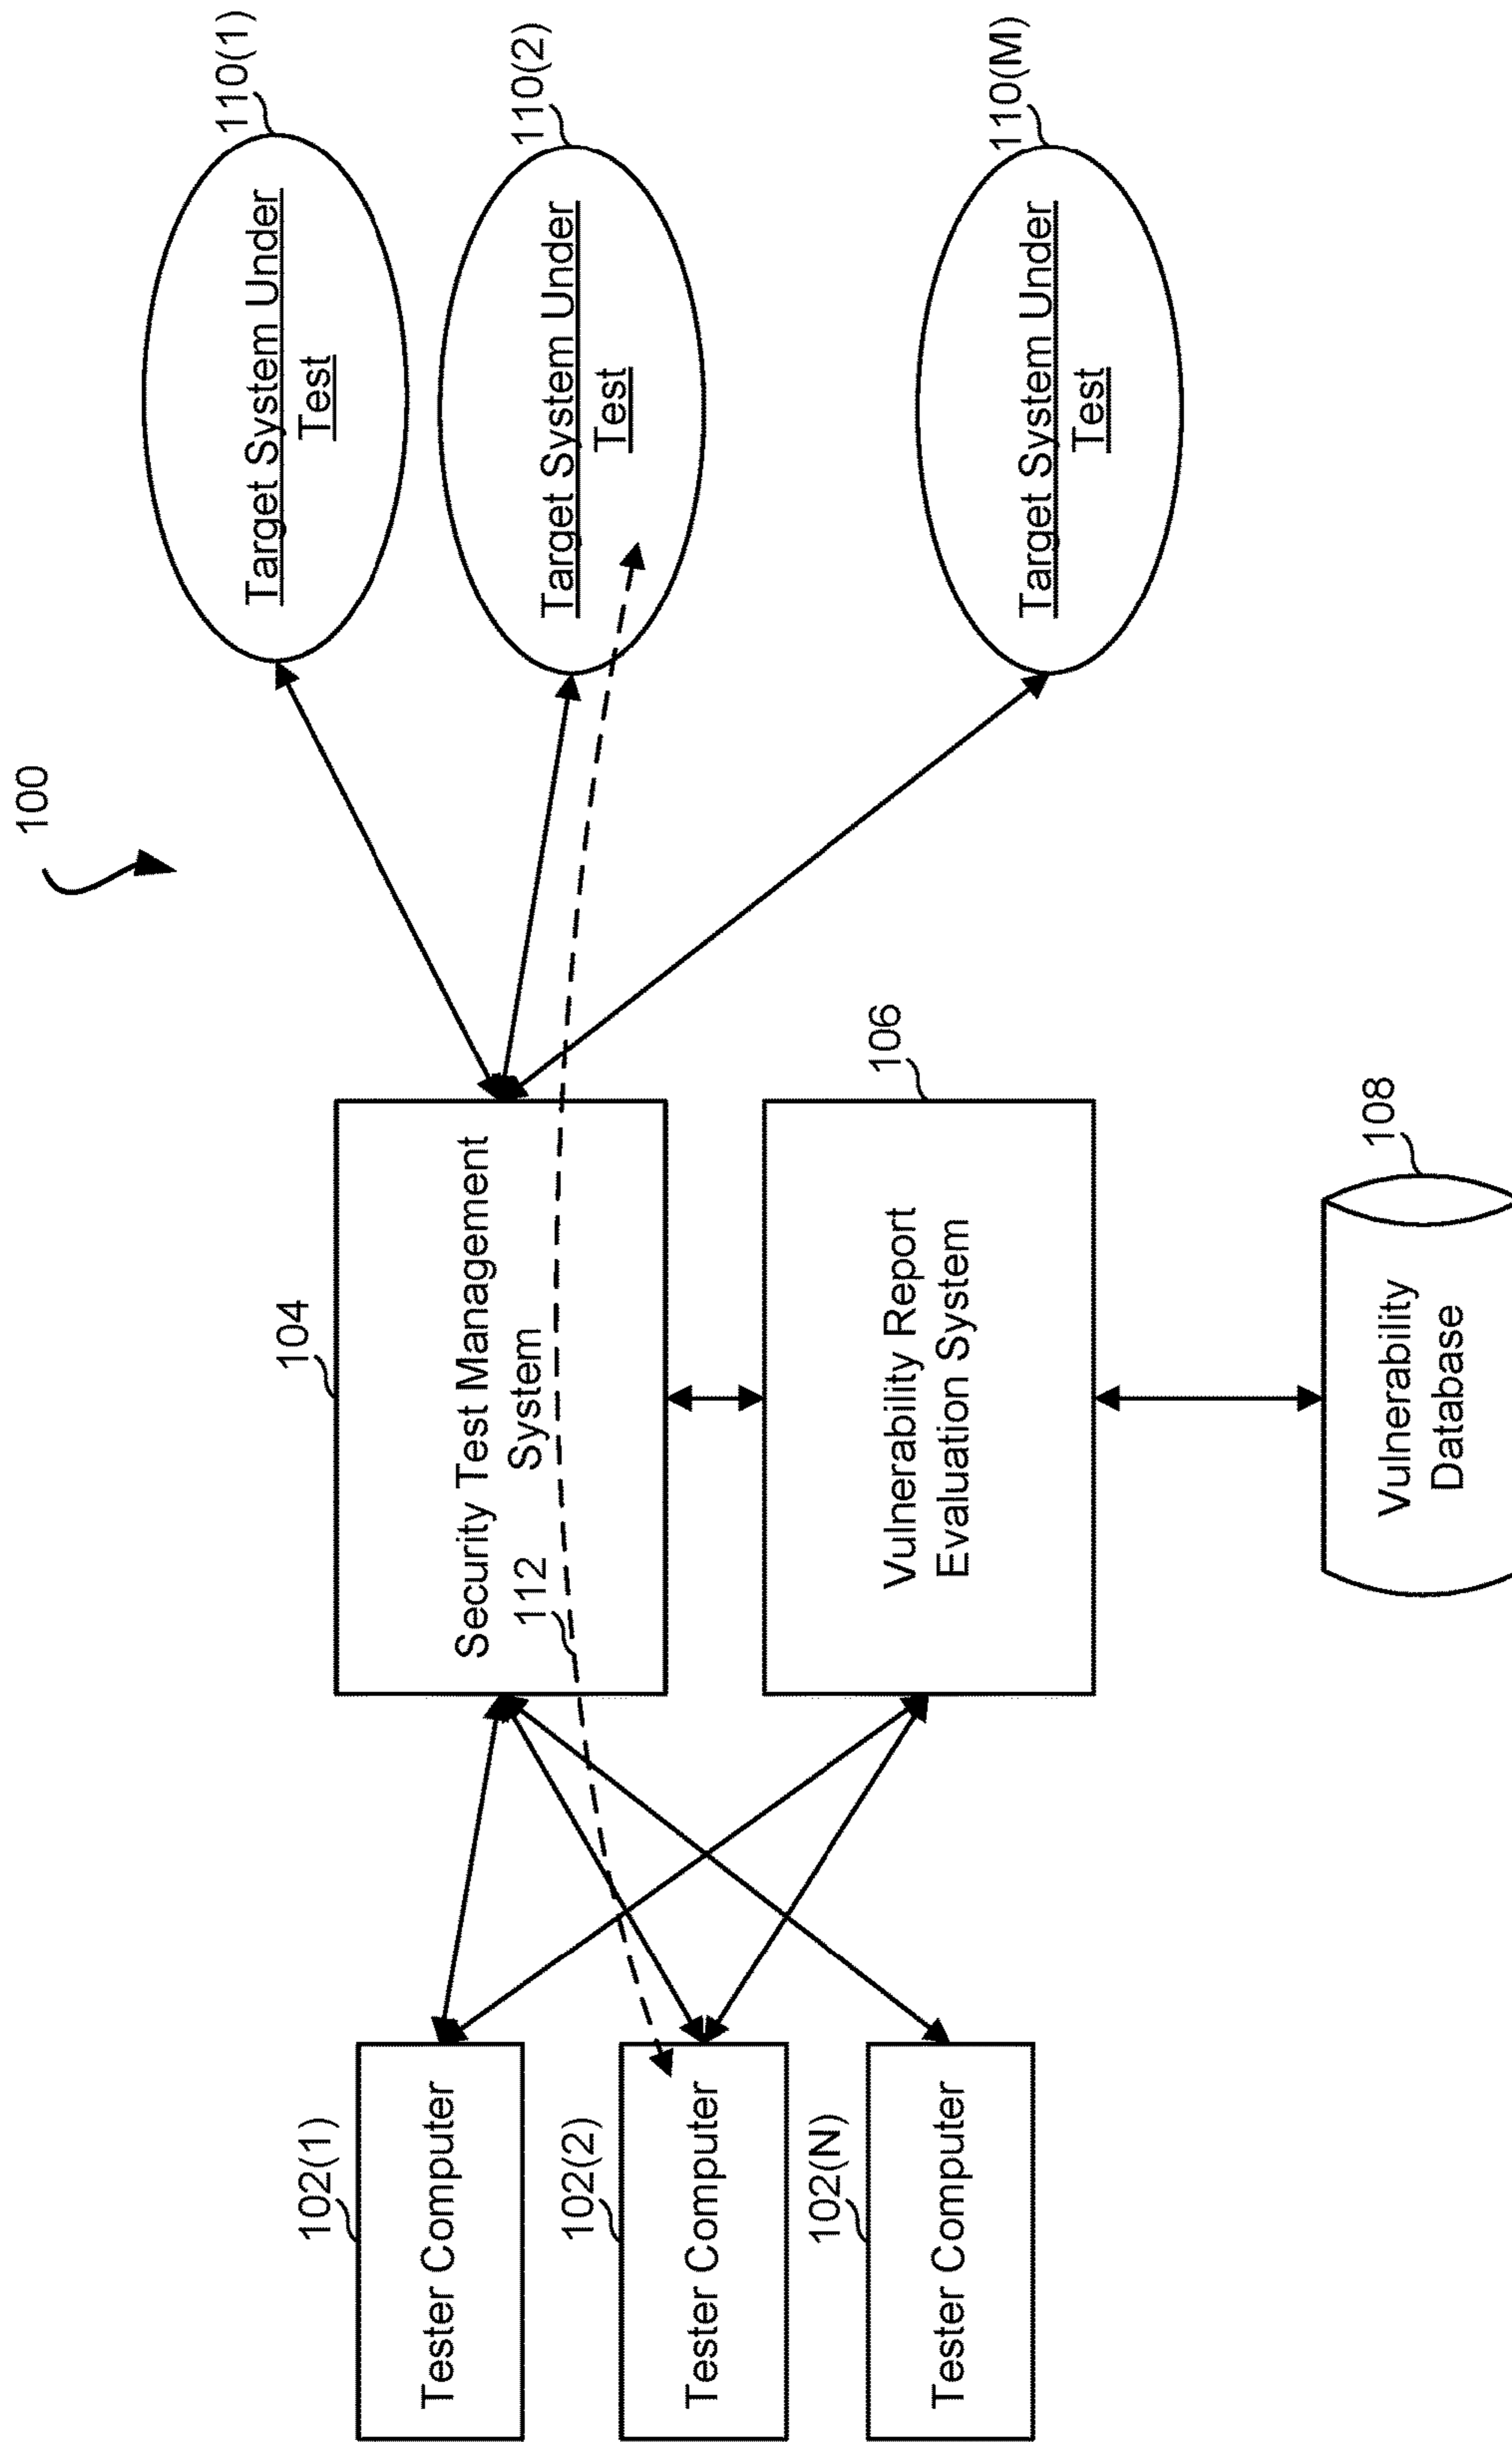 100
102(1)
Tester Computer
102(2)
Tester Computer
102(N)
Tester Computer
104
Security Test Management
System
112
106
Vulnerability Report
Evaluation System
108
Vulnerability
Database
110(1)
Target System Under
Test
110(2)
Target System Under
Test
110(M)
Target System Under
Test